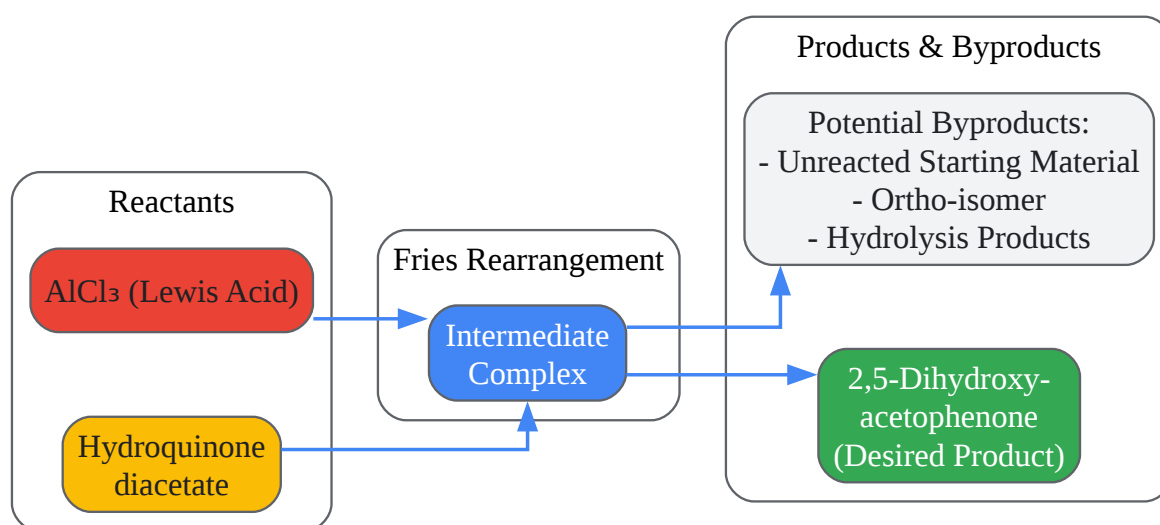 Reactants
AlCl₃ (Lewis Acid)
Hydroquinone
diacetate
Fries Rearrangement
Intermediate
Complex
Products & Byproducts
Potential Byproducts:
- Unreacted Starting Material
- Ortho-isomer
- Hydrolysis Products
2,5-Dihydroxy-
acetophenone
(Desired Product)